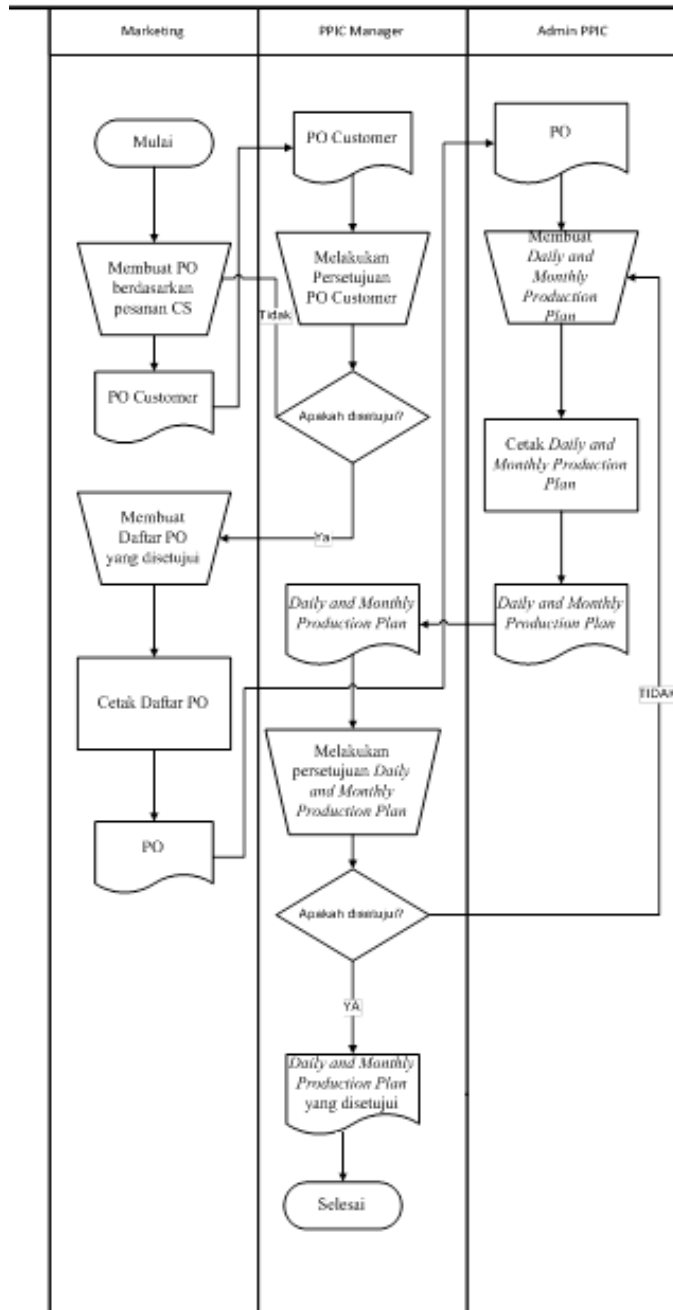 Marketing
PPIC Manager
Admin PPIC
Mulai
Membuat PO
berdasarkan
pesanan CS
PO Customer
Membuat
Daftar PO
yang disetujui
Cetak Daftar PO
PO
PO Customer
Melakukan
Persetujuan
PO Customer
Tidak
Apakah disetujui?
Ya
Daily and Monthly
Production Plan
Melakukan
persetujuan Daily
and Monthly
Production Plan
Apakah disetujui?
YA
Daily and Monthly
Production Plan
yang disetujui
Selesai
PO
Membuat
Daily and
Monthly
Production
Plan
Cetak Daily and
Monthly Production
Plan
Daily and Monthly
Production Plan
TIDAK